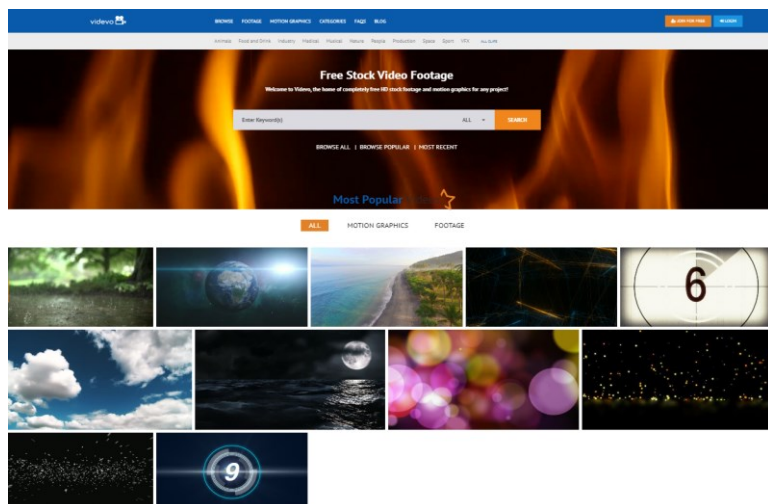 videvo
BROWSE FOOTAGE MOTION GRAPHICS CATEGORIES FAQS BLOG
JOIN FOR FREE
LOGIN
Animals Food and Drink Industry Medical Musical Nature People Production Space Sport VFX
Free Stock Video Footage
Welcome to Videvo, the home of completely free HD stock footage and motion graphics for any project!
Enter Keyword(s)
ALL
SEARCH
BROWSE ALL | BROWSE POPULAR | MOST RECENT
Most Popular
ALL
MOTION GRAPHICS
FOOTAGE
6
9